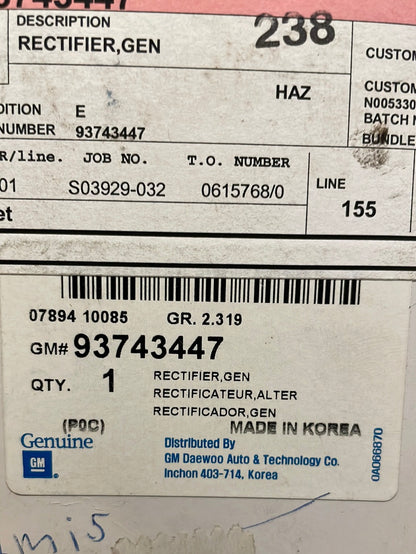 93743447
DESCRIPTION
238
RECTIFIER,GEN
CUSTOM
HAZ
CUSTOM
N005330
DITION E
BATCH N
NUMBER 93743447
BUNDLE
R/line. JOB NO. T.O. NUMBER
01 S03929-032 0615768/0
LINE
155
et
07894 10085 GR. 2.319
GM# 93743447
QTY. 1
RECTIFIER,GEN
RECTIFICATEUR,ALTER
RECTIFICADOR,GEN
(P0C) MADE IN KOREA
Genuine
GM
Distributed By
GM Daewoo Auto & Technology Co.
Inchon 403-714, Korea
0A066870